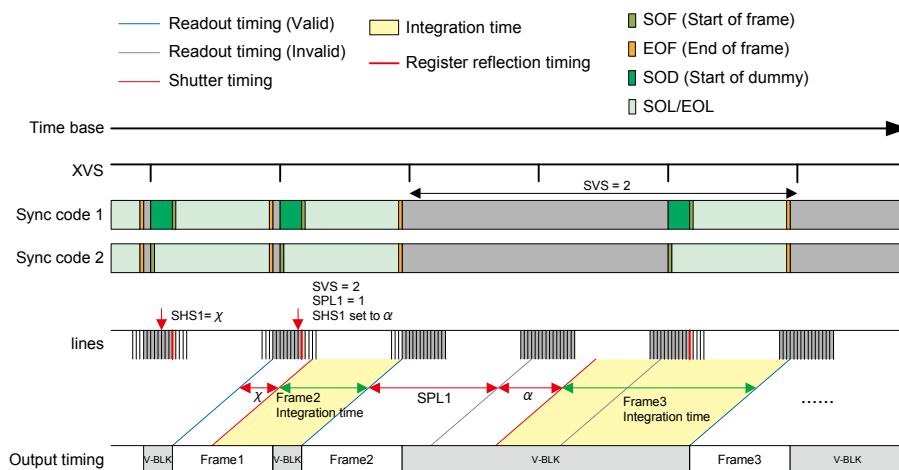 Readout timing (Valid)
Readout timing (Invalid)
Shutter timing
Integration time
Register reflection timing
SOF (Start of frame)
EOF (End of frame)
SOD (Start of dummy)
SOL/EOL
Time base
XVS
SVS = 2
Sync code 1
Sync code 2
SVS = 2
SPL1 = 1
SHS1 set to α
SHS1= χ
lines
χ
Frame2
Integration time
SPL1
α
Frame3
Integration time
......
Output timing
V-BLK
Frame1
V-BLK
Frame2
V-BLK
Frame3
V-BLK